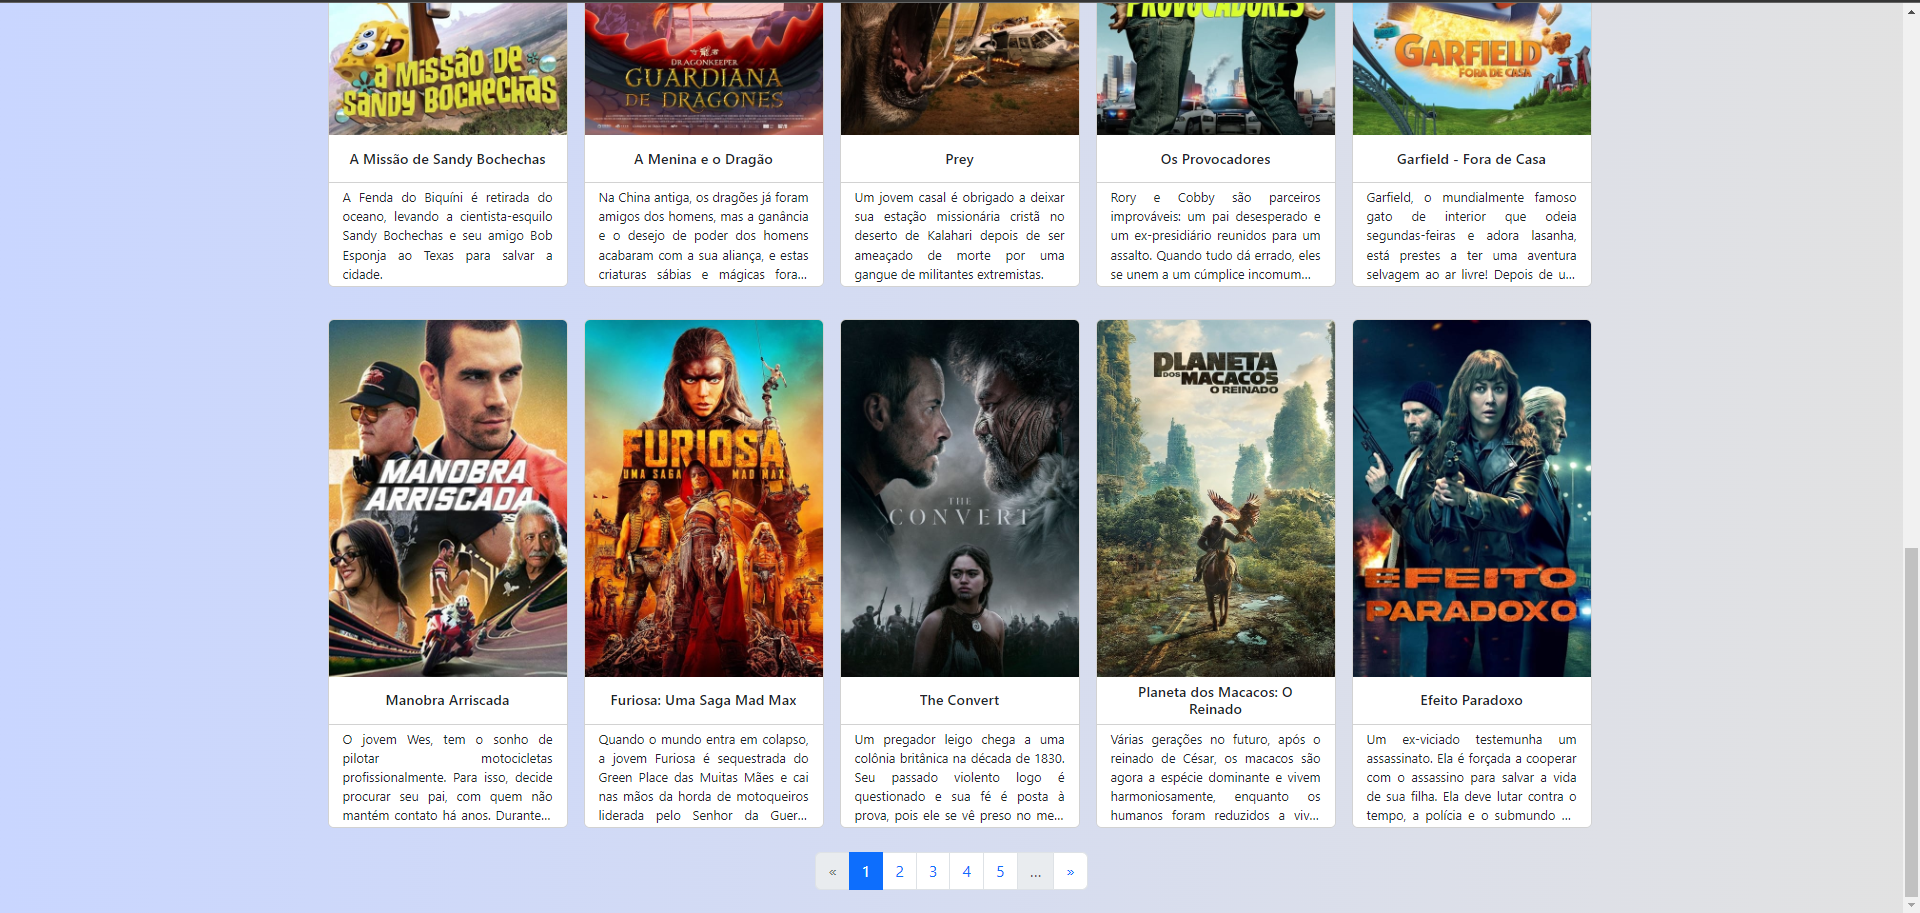 A MISSÃO DE
SANDY BOCHECHAS
DRAGONKEEPER
GUARDIANA
DE DRAGONES
PROVOCADORES
GARFIELD
FORA DE CASA
A Missão de Sandy Bochechas
A Fenda do Biquíni é retirada do
oceano, levando a cientista-esquilo
Sandy Bochechas e seu amigo Bob
Esponja ao Texas para salvar a
cidade.
A Menina e o Dragão
Na China antiga, os dragões já foram
amigos dos homens, mas a ganância
e o desejo de poder dos homens
acabaram com a sua aliança, e estas
criaturas sábias e mágicas fora...
Prey
Um jovem casal é obrigado a deixar
sua estação missionária cristã no
deserto de Kalahari depois de ser
ameaçado de morte por uma
gangue de militantes extremistas.
Os Provocadores
Rory e Cobby são parceiros
improváveis: um pai desesperado e
um ex-presidiário reunidos para um
assalto. Quando tudo dá errado, eles
se unem a um cúmplice incomum...
Garfield - Fora de Casa
Garfield, o mundialmente famoso
gato de interior que odeia
segundas-feiras e adora lasanha,
está prestes a ter uma aventura
selvagem ao ar livre! Depois de u...
MANOBRA
ARRISCADA
FURIOSA
UMA SAGA MAD MAX
THE
CONVERT
PLANETA
DOS MACACOS
O REINADO
EFEITO
PARADOXO
Manobra Arriscada
O jovem Wes, tem o sonho de
pilotar motocicletas
profissionalmente. Para isso, decide
procurar seu pai, com quem não
mantém contato há anos. Durante...
Furiosa: Uma Saga Mad Max
Quando o mundo entra em colapso,
a jovem Furiosa é sequestrada do
Green Place das Muitas Mães e cai
nas mãos da horda de motoqueiros
liderada pelo Senhor da Guer...
The Convert
Um pregador leigo chega a uma
colônia britânica na década de 1830.
Seu passado violento logo é
questionado e sua fé é posta à
prova, pois ele se vê preso no me...
Planeta dos Macacos: O
Reinado
Várias gerações no futuro, após o
reinado de César, os macacos são
agora a espécie dominante e vivem
harmoniosamente, enquanto os
humanos foram reduzidos a viv...
Efeito Paradoxo
Um ex-viciado testemunha um
assassinato. Ela é forçada a cooperar
com o assassino para salvar a vida
de sua filha. Ela deve lutar contra o
tempo, a polícia e o submundo ...
« 1 2 3 4 5 ... »